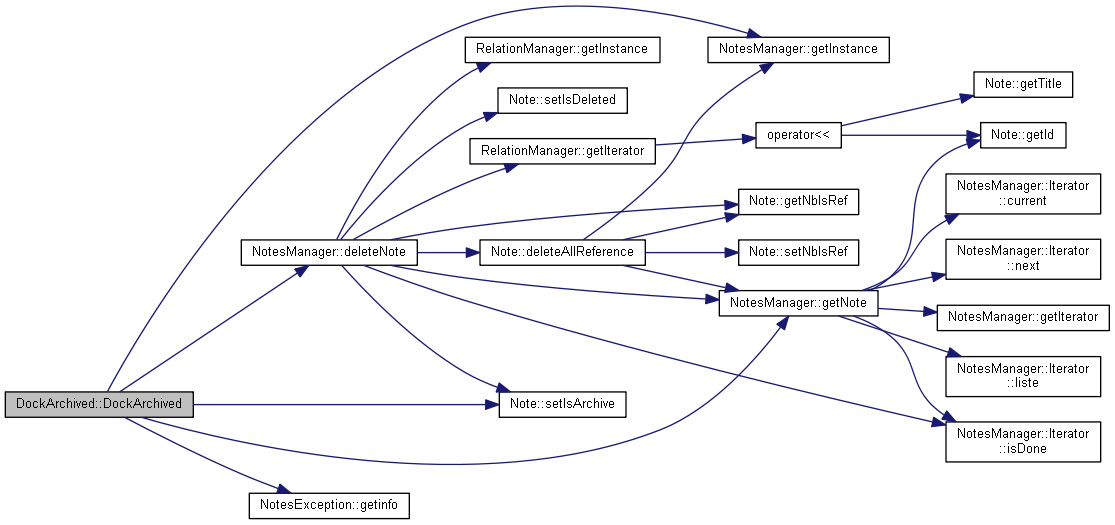 RelationManager::getInstance
NotesManager::getInstance
Note::getTitle
Note::setIsDeleted
operator<<
Note::getId
RelationManager::getIterator
NotesManager::Iterator
::current
Note::getNbIsRef
NotesManager::deleteNote
Note::deleteAllReference
Note::setNbIsRef
NotesManager::Iterator
::next
NotesManager::getNote
NotesManager::getIterator
NotesManager::Iterator
::liste
DockArchived::DockArchived
Note::setIsArchive
NotesManager::Iterator
::isDone
NotesException::getinfo